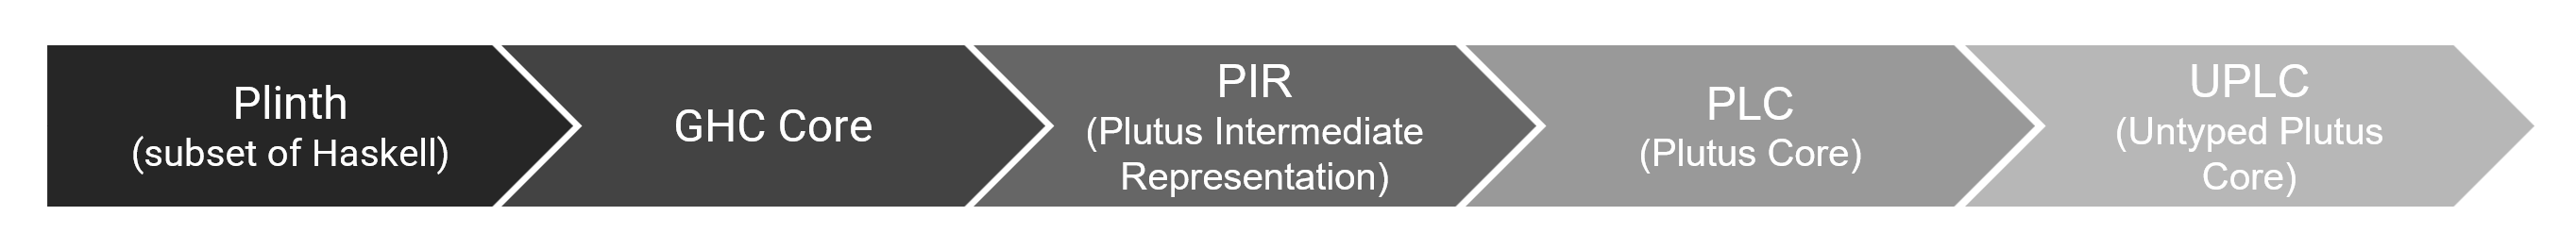 Plinth
(subset of Haskell)
GHC Core
PIR
(Plutus Intermediate
Representation)
PLC
(Plutus Core)
UPLC
(Untyped Plutus
Core)